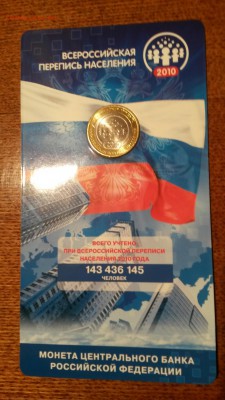 ВСЕРОССИЙСКАЯ
ПЕРЕПИСЬ НАСЕЛЕНИЯ
2010
ВСЕГО УЧТЕНО
ПРИ ВСЕРОССИЙСКОЙ ПЕРЕПИСИ
НАСЕЛЕНИЯ 2010 ГОДА
143 436 145
ЧЕЛОВЕК
МОНЕТА ЦЕНТРАЛЬНОГО БАНКА
РОССИЙСКОЙ ФЕДЕРАЦИИ